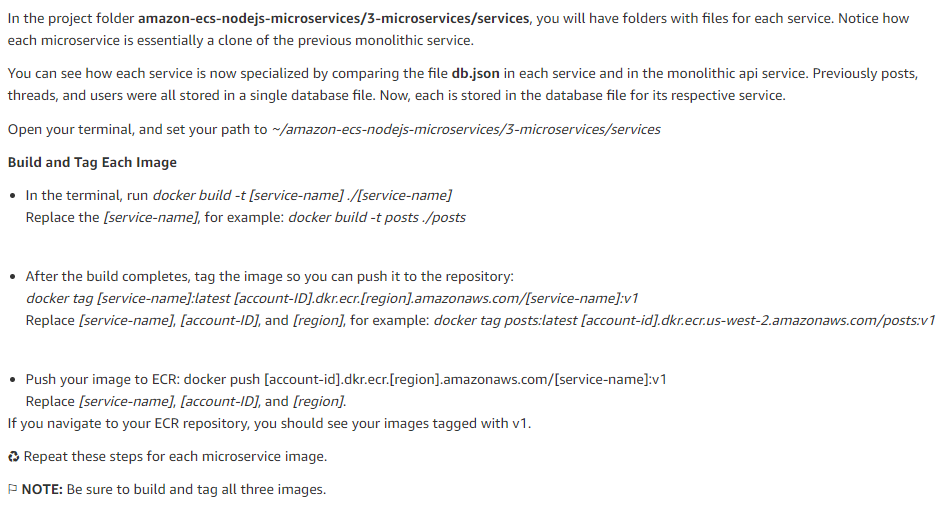 In the project folder amazon-ecs-nodejs-microservices/3-microservices/services, you will have folders with files for each service. Notice how
each microservice is essentially a clone of the previous monolithic service.
You can see how each service is now specialized by comparing the file db.json in each service and in the monolithic api service. Previously posts,
threads, and users were all stored in a single database file. Now, each is stored in the database file for its respective service.
Open your terminal, and set your path to ~/amazon-ecs-nodejs-microservices/3-microservices/services
Build and Tag Each Image
• In the terminal, run docker build -t [service-name] ./[service-name]
Replace the [service-name], for example: docker build -t posts ./posts
• After the build completes, tag the image so you can push it to the repository:
docker tag [service-name]:latest [account-ID].dkr.ecr.[region].amazonaws.com/[service-name]:v1
Replace [service-name], [account-ID], and [region], for example: docker tag posts:latest [account-id].dkr.ecr.us-west-2.amazonaws.com/posts:v1
• Push your image to ECR: docker push [account-id].dkr.ecr.[region].amazonaws.com/[service-name]:v1
Replace [service-name], [account-ID], and [region].
If you navigate to your ECR repository, you should see your images tagged with v1.
♻ Repeat these steps for each microservice image.
⚐ NOTE: Be sure to build and tag all three images.